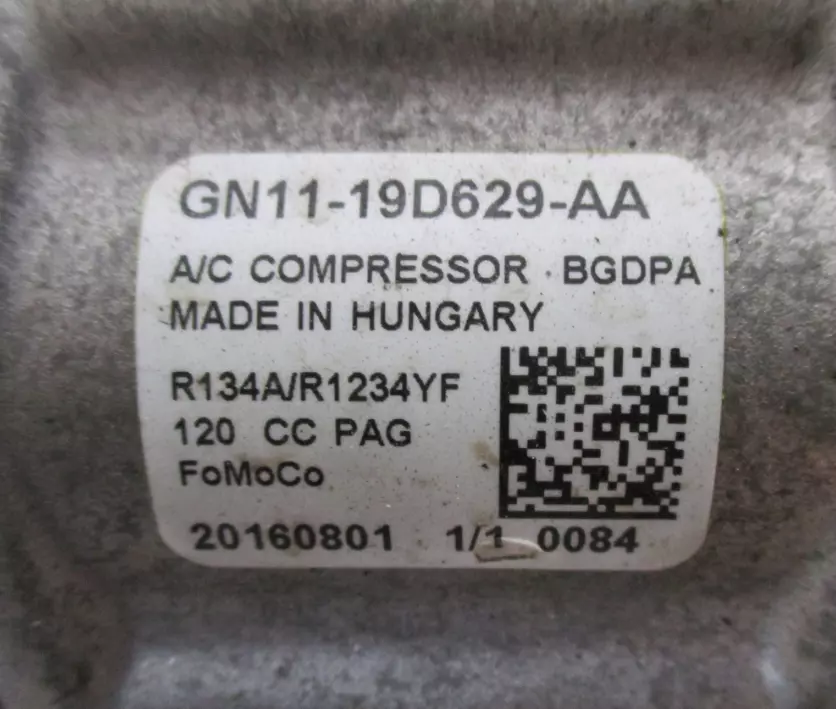 GN11-19D629-AA
A/C COMPRESSOR BGDPA
MADE IN HUNGARY
R134A/R1234YF
120 CC PAG
FoMoCo
20160801 1/1 0084